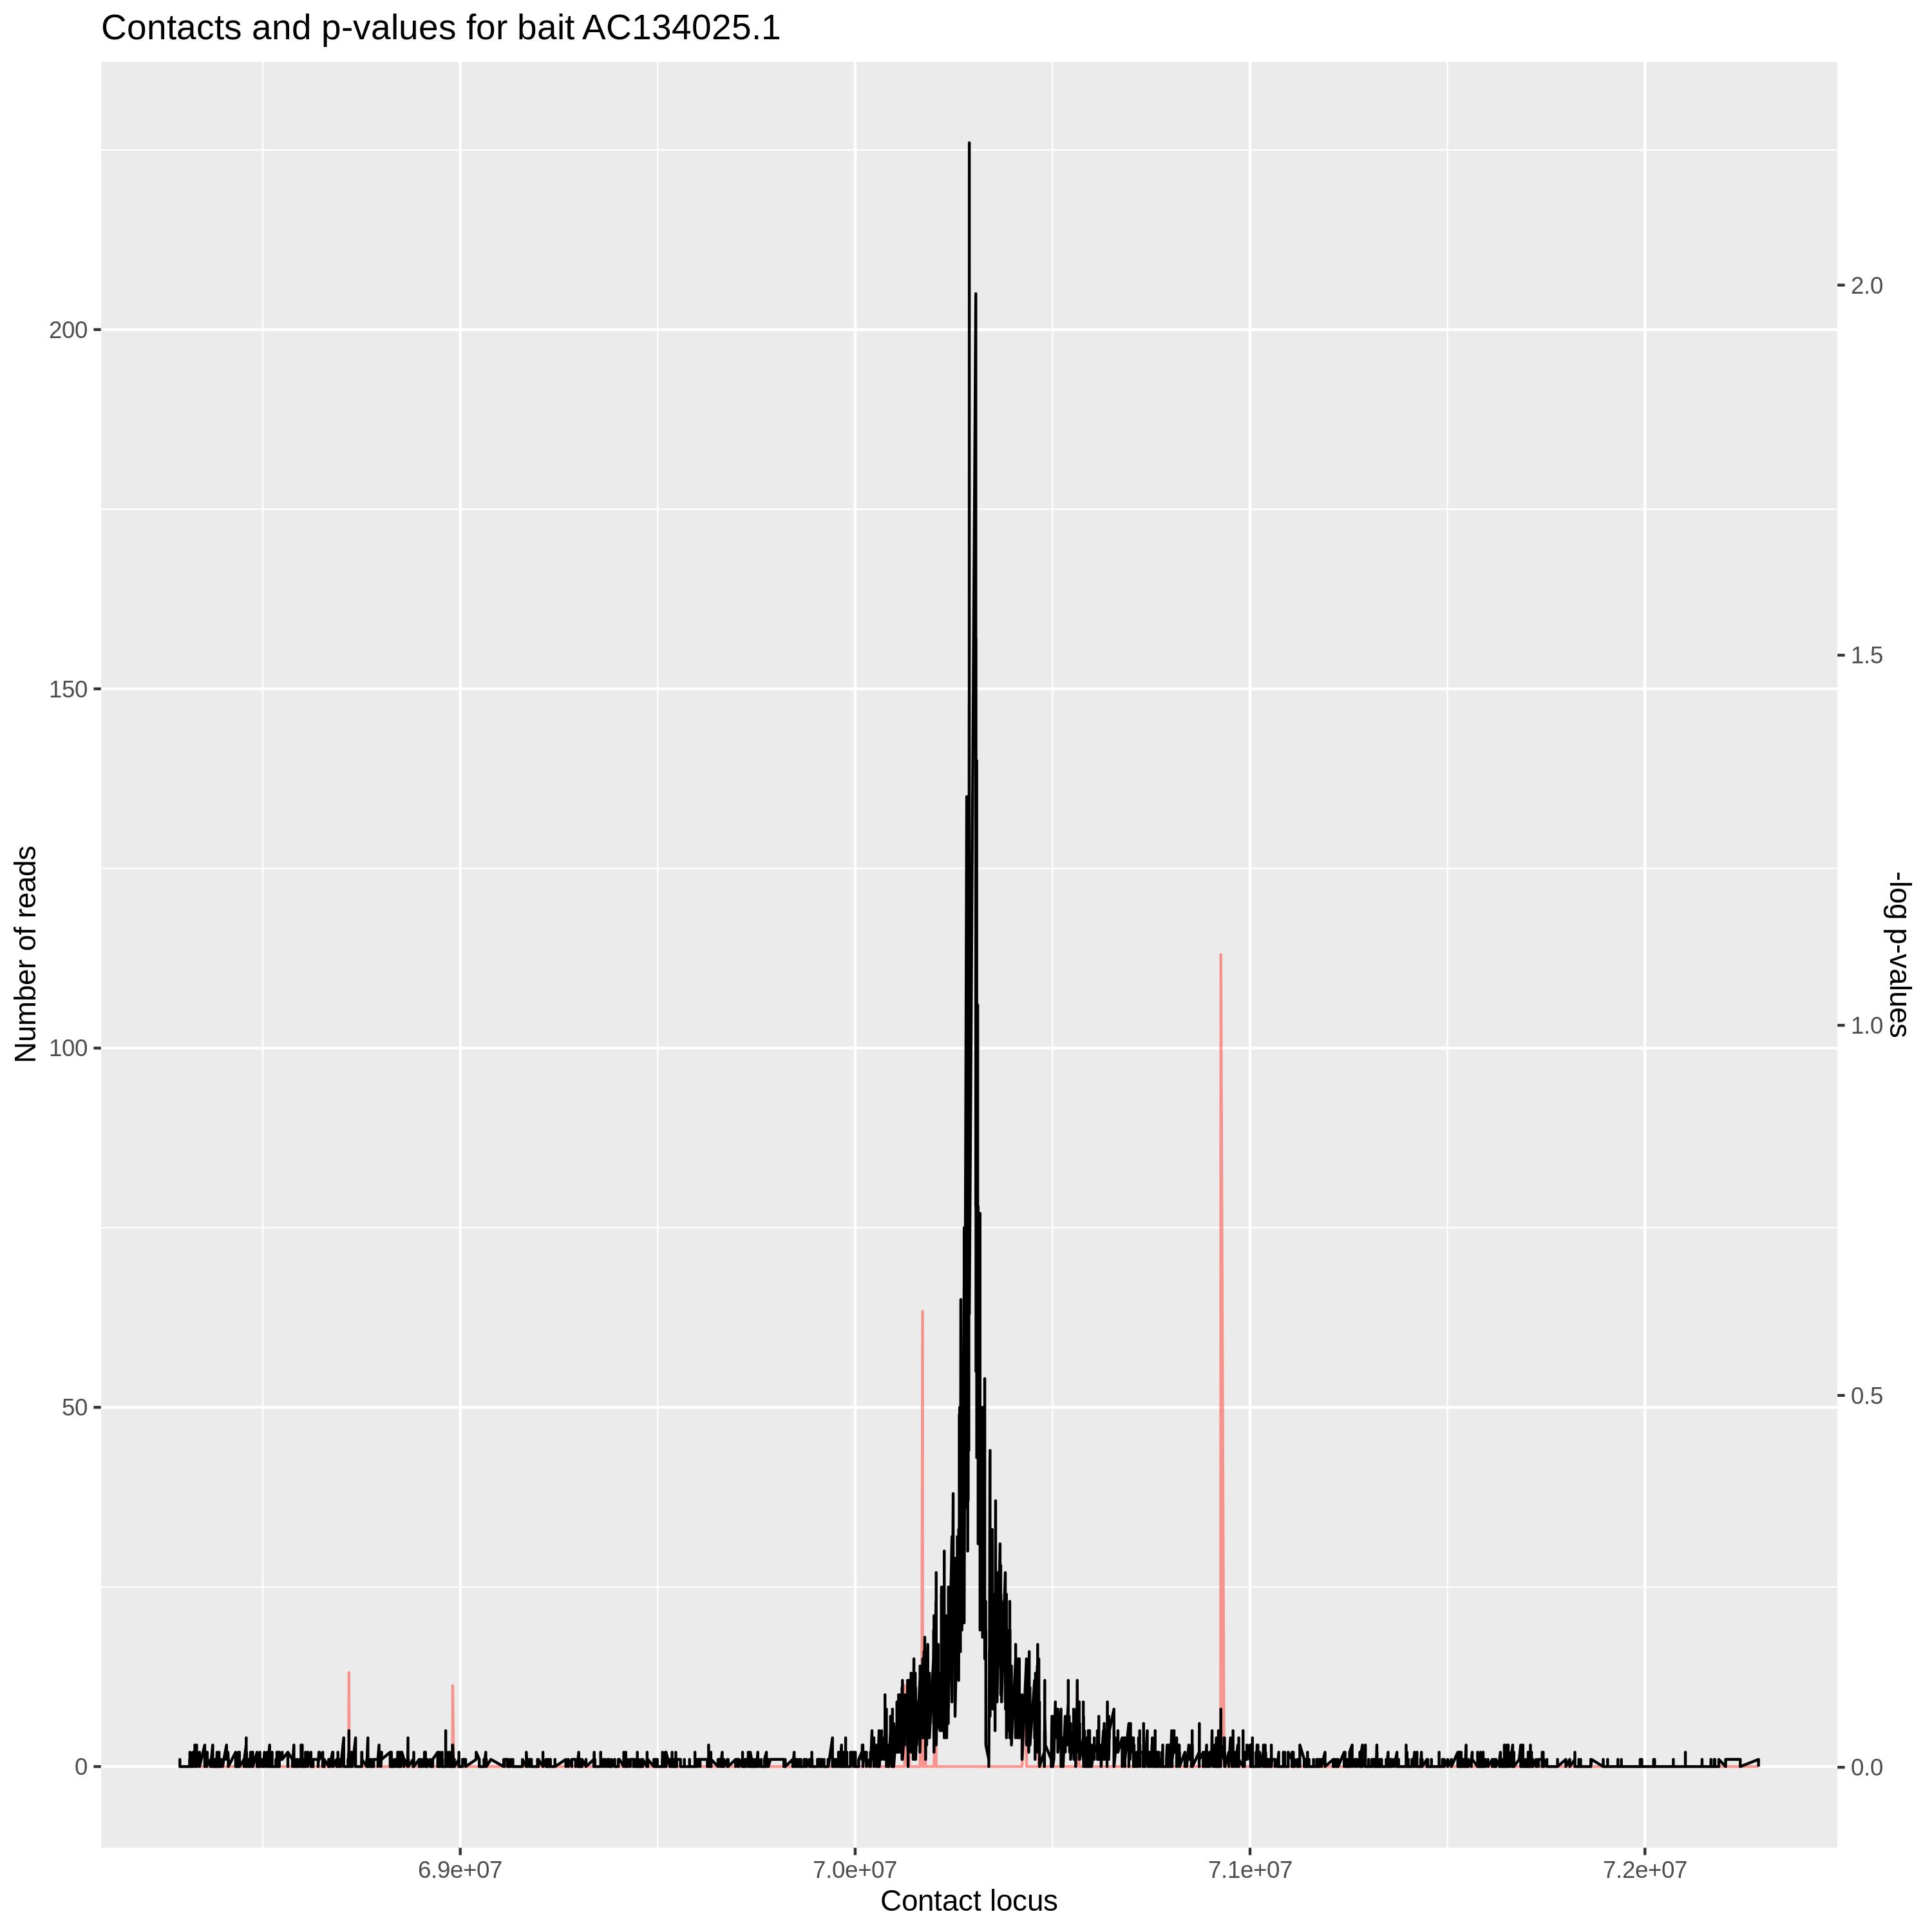 Contacts and p-values for bait AC134025.1
200
150
100
50
0
Number of reads
2.0
1.5
1.0
0.5
0.0
-log p-values
6.9e+07
7.0e+07
7.1e+07
7.2e+07
Contact locus